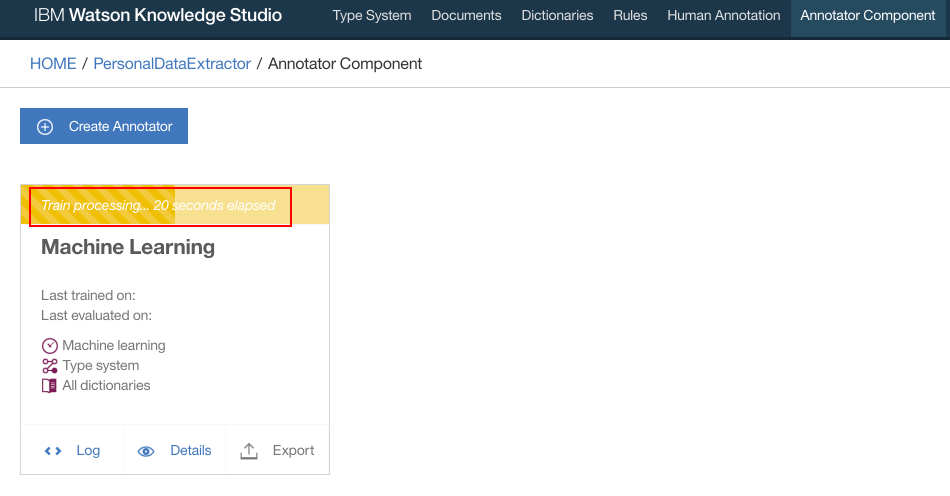 IBM Watson Knowledge Studio
Type System Documents Dictionaries Rules Human Annotation Annotator Component
HOME / PersonalDataExtractor / Annotator Component
Create Annotator
Train processing... 20 seconds elapsed
Machine Learning
Last trained on:
Last evaluated on:
Machine learning
Type system
All dictionaries
Log Details Export